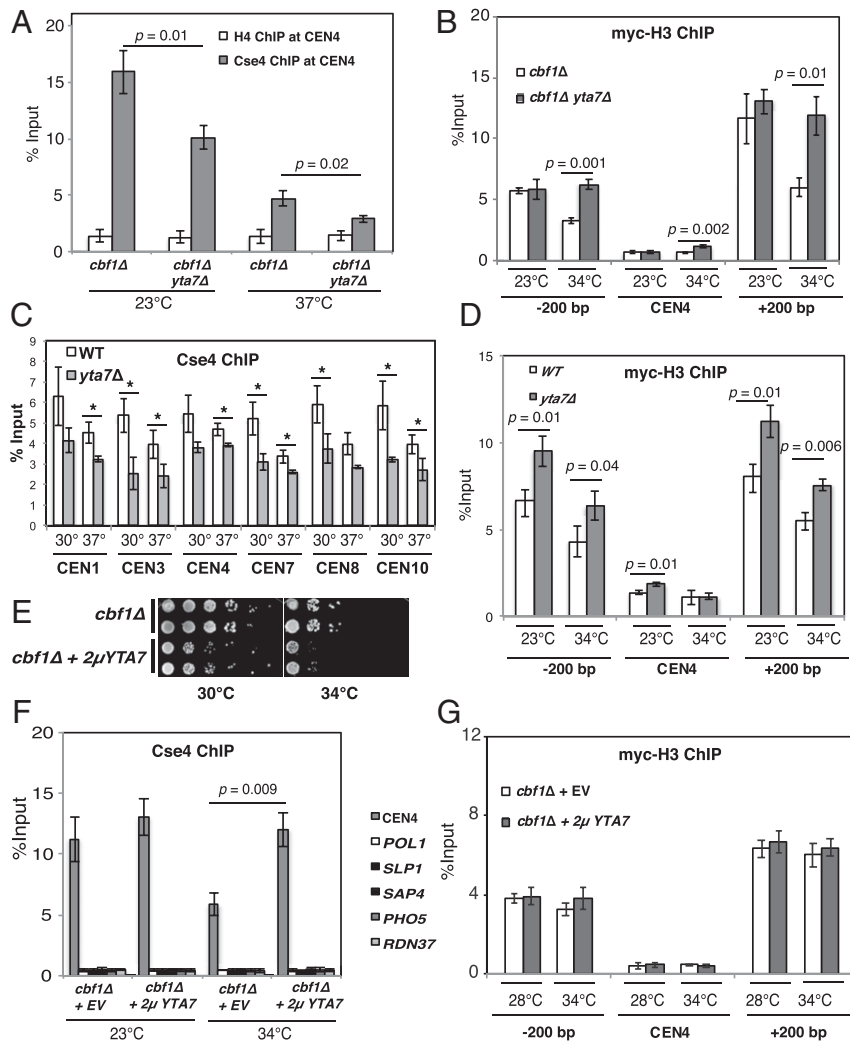 A
20
15
10
5
0
% Input
H4 ChIP at CEN4
Cse4 ChIP at CEN4
p = 0.01
p = 0.02
cbf1Δ
cbf1Δ yta7Δ
cbf1Δ
cbf1Δ yta7Δ
23°C
37°C
B
myc-H3 ChIP
20
15
10
5
0
%Input
cbf1Δ
cbf1Δ yta7Δ
p = 0.001
p = 0.002
p = 0.01
23°C 34°C 23°C 34°C 23°C 34°C
-200 bp CEN4 +200 bp
C
Cse4 ChIP
9
8
7
6
5
4
3
2
1
0
% Input
WT
yta7Δ
* * * * * * * * *
30° 37° 30° 37° 30° 37° 30° 37° 30° 37° 30° 37°
CEN1 CEN3 CEN4 CEN7 CEN8 CEN10
D
myc-H3 ChIP
15
10
5
0
%Input
WT
yta7Δ
p = 0.01
p = 0.04
p = 0.01
p = 0.01
p = 0.006
23°C 34°C 23°C 34°C 23°C 34°C
-200 bp CEN4 +200 bp
E
cbf1Δ
cbf1Δ + 2µYTA7
30°C 34°C
F
Cse4 ChIP
20
15
10
5
0
%Input
p = 0.009
CEN4
POL1
SLP1
SAP4
PHO5
RDN37
cbf1Δ + EV
cbf1Δ + 2µ YTA7
cbf1Δ + EV
cbf1Δ + 2µ YTA7
23°C
34°C
G
myc-H3 ChIP
12
8
4
0
%Input
cbf1Δ + EV
cbf1Δ + 2µ YTA7
28°C 34°C 28°C 34°C 28°C 34°C
-200 bp CEN4 +200 bp